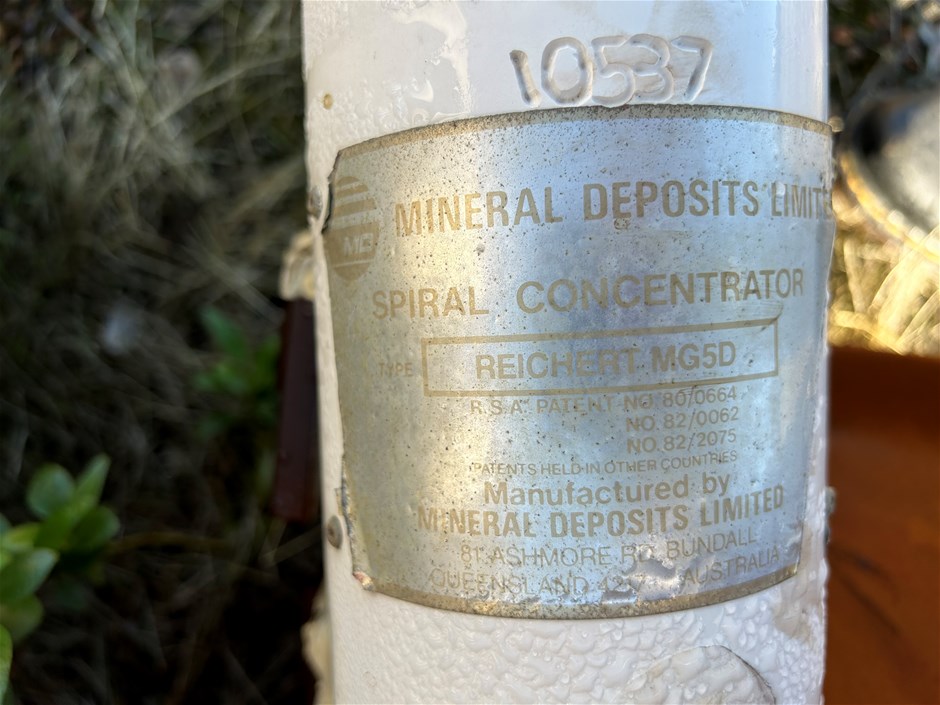 10537
MINERAL DEPOSITS LIMITE
SPIRAL CONCENTRATOR
TYPE REICHERT MG5D
R.S.A. PATENT NO. 80/0664
NO. 82/0062
NO. 82/2075
PATENTS HELD IN OTHER COUNTRIES
Manufactured by
MINERAL DEPOSITS LIMITED
81 ASHMORE RD. BUNDALL
QUEENSLAND 4217 AUSTRALIA